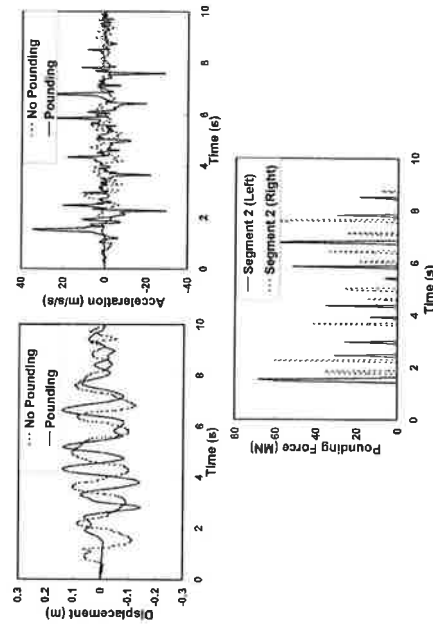 Displacement (m)
0.3
0.2
0.1
0
-0.1
-0.2
-0.3
No Pounding
Pounding
0 2 4 6 8 10
Time (s)
Acceleration (m/s/s)
40
20
0
-20
-40
No Pounding
Pounding
0 2 4 6 8 10
Time (s)
Pounding Force (MN)
80
60
40
20
0
Segment 2 (Left)
Segment 2 (Right)
0 2 4 6 8 10
Time (s)